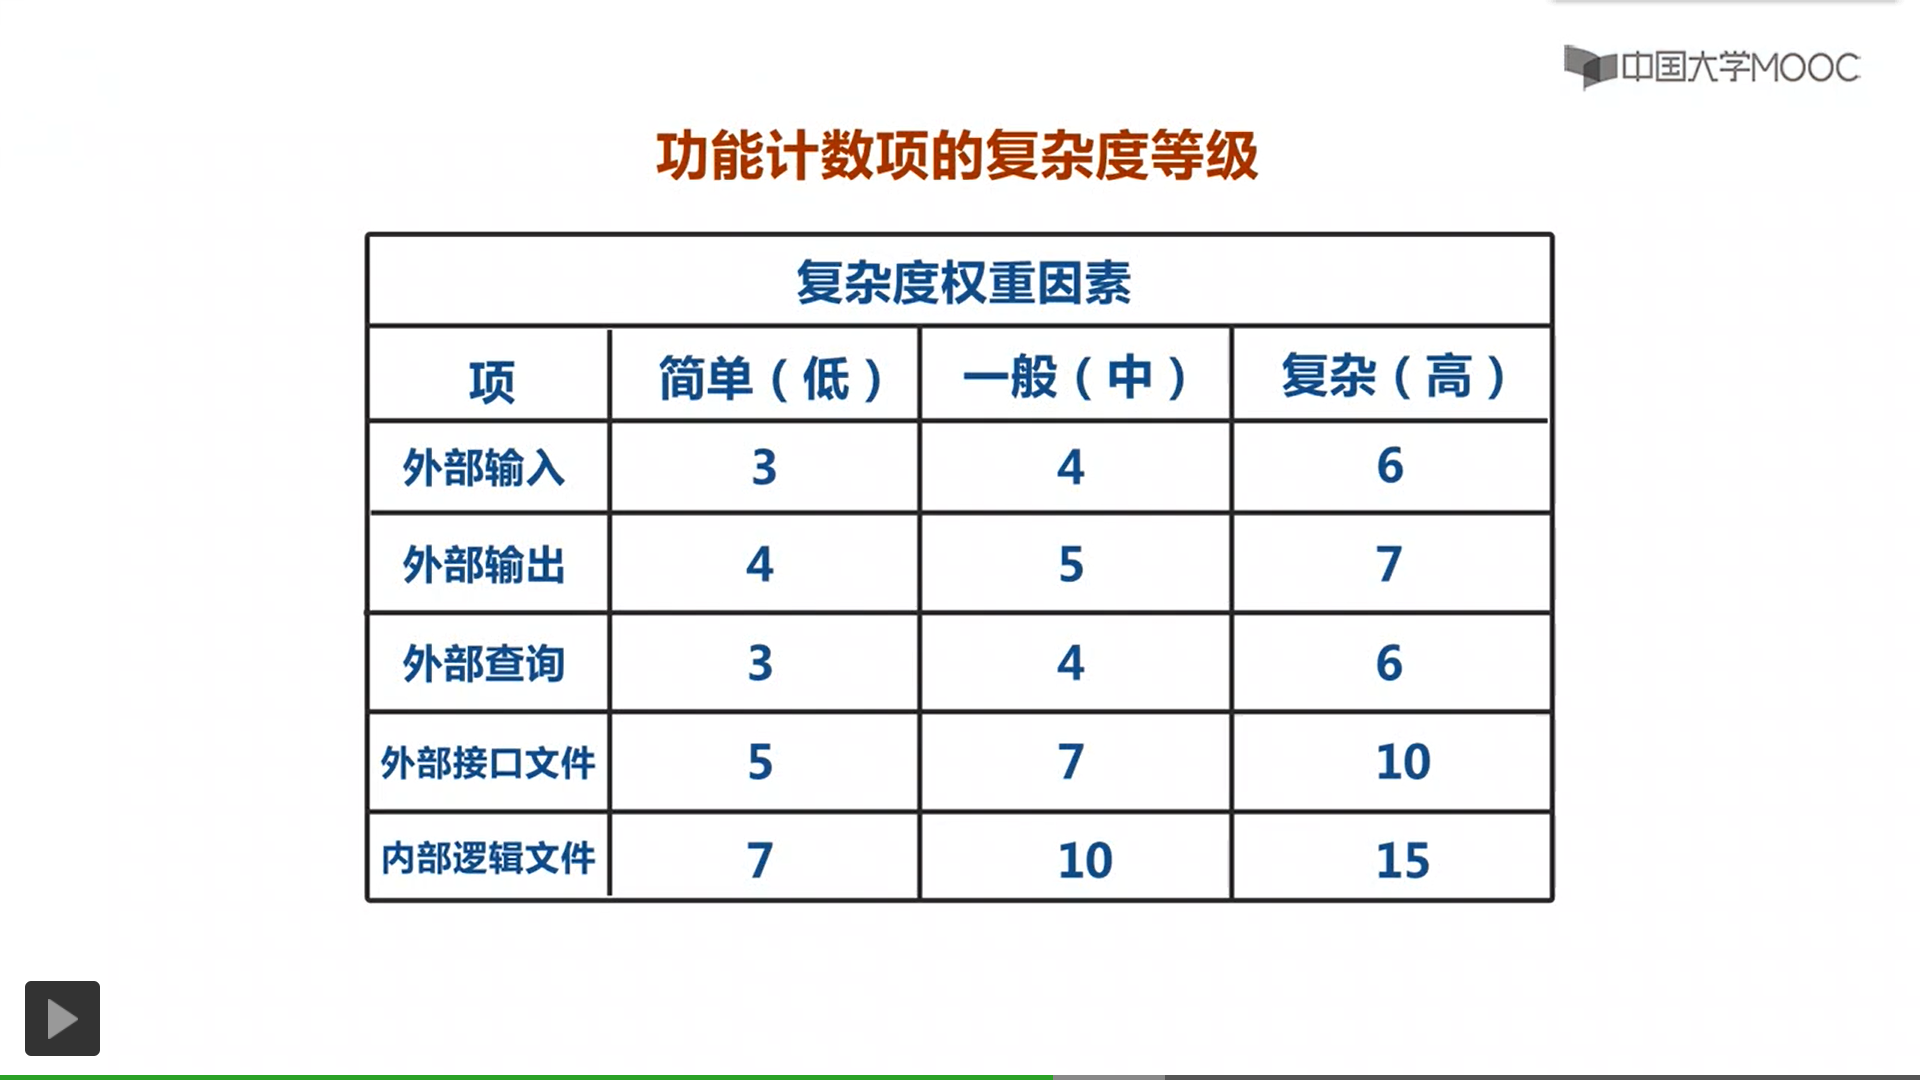 中国大学MOOC
功能计数项的复杂度等级
复杂度权重因素
项 简单（低） 一般（中） 复杂（高）
外部输入 3 4 6
外部输出 4 5 7
外部查询 3 4 6
外部接口文件 5 7 10
内部逻辑文件 7 10 15